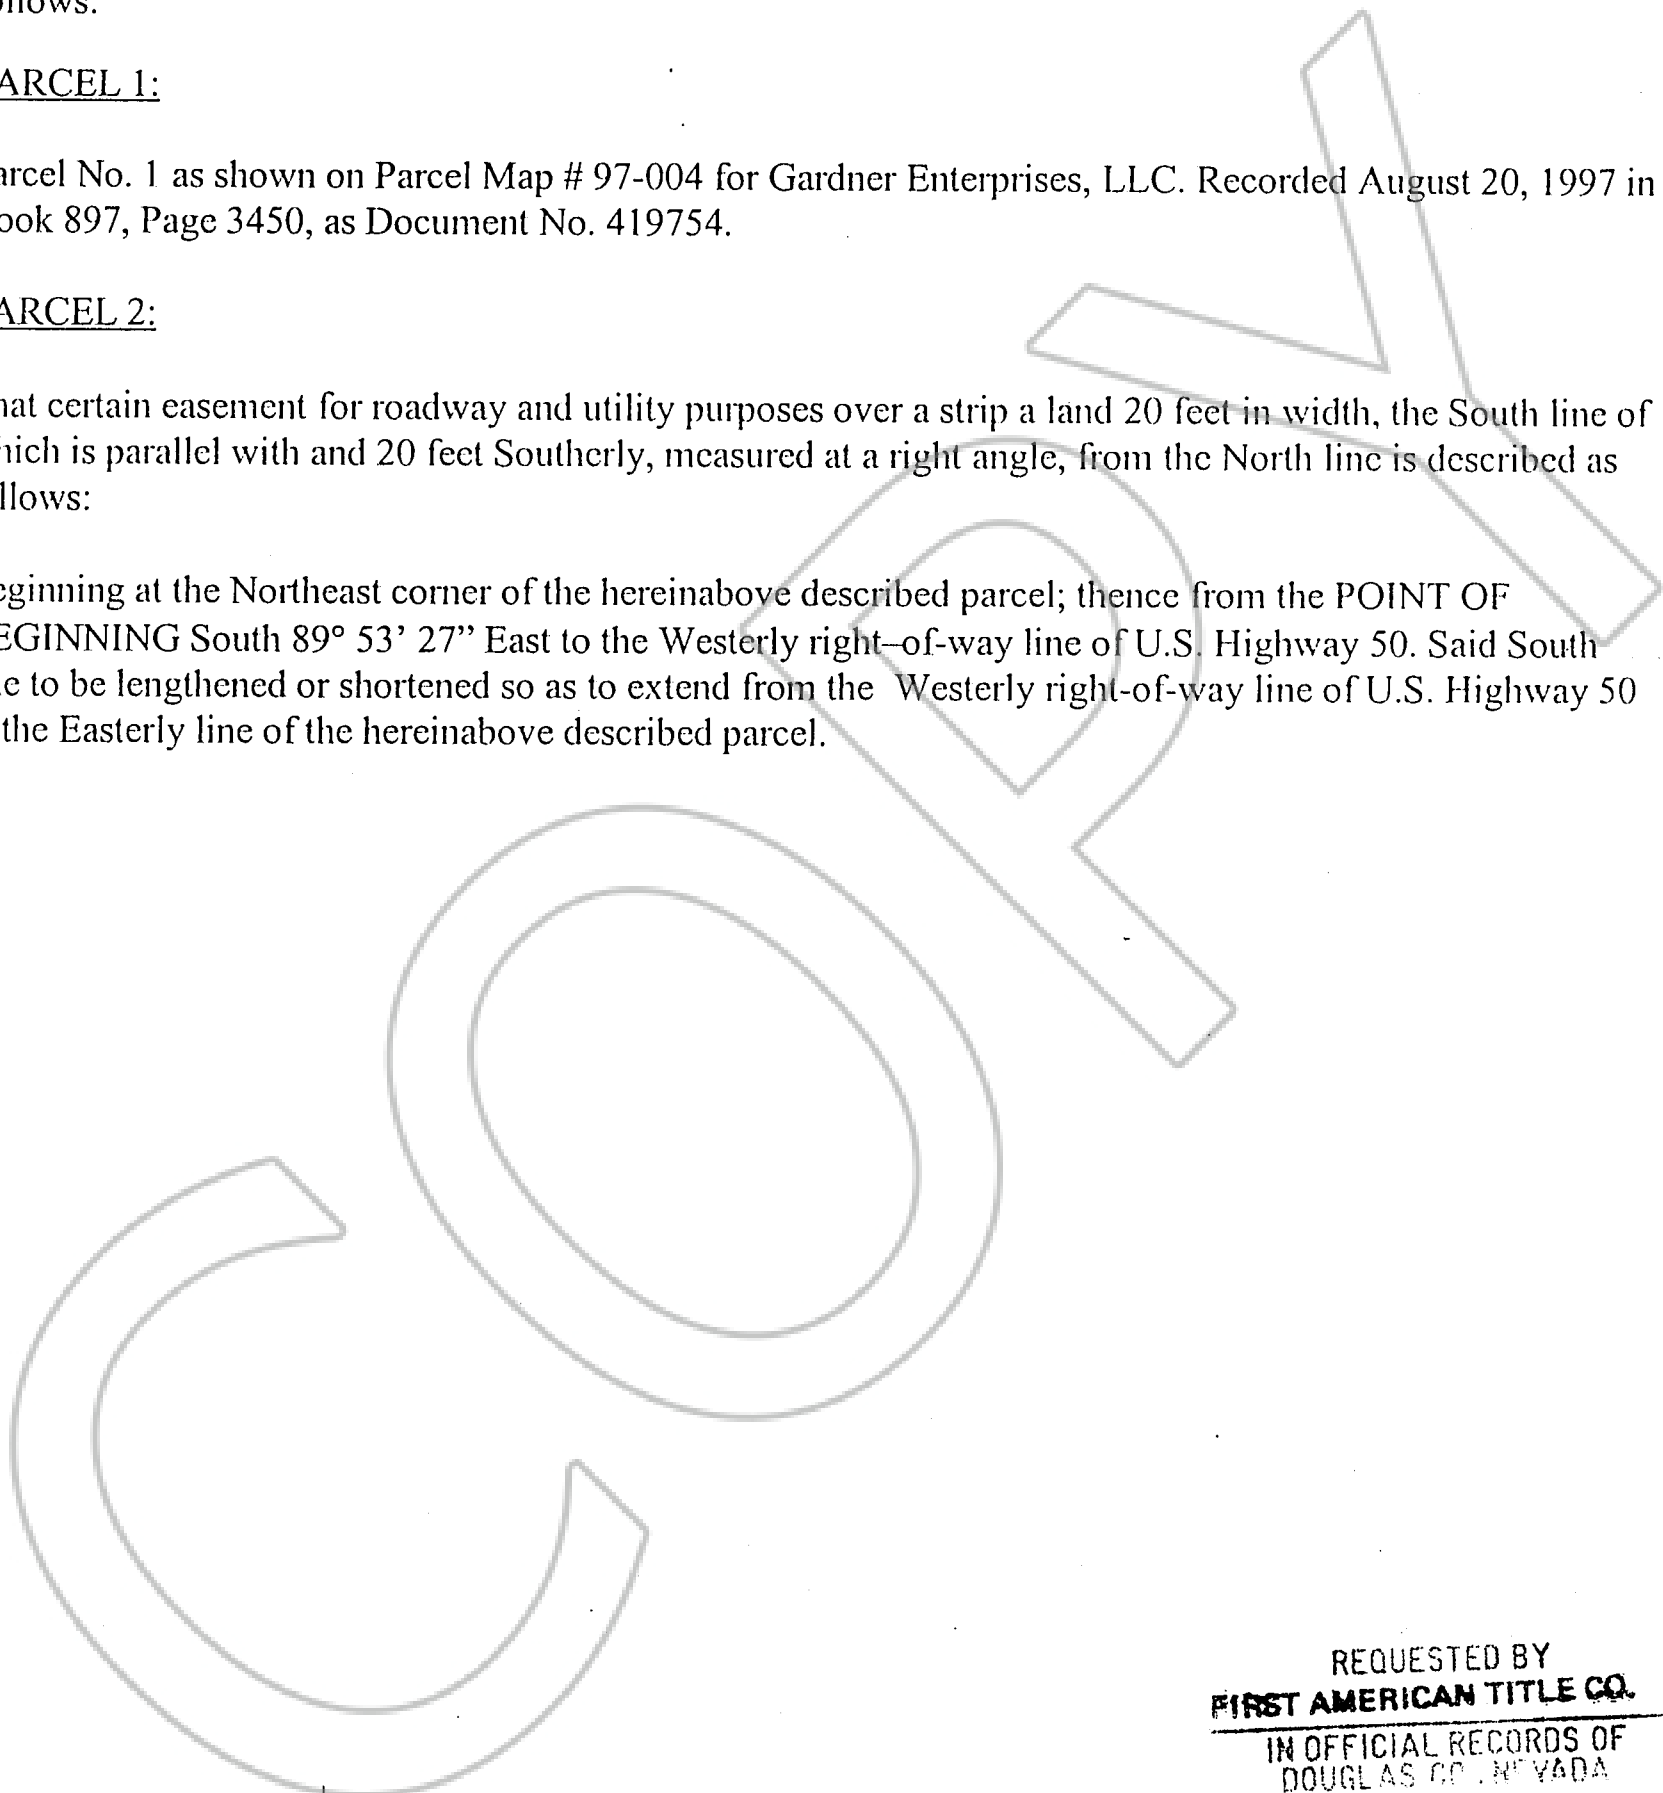 ollows:
ARCEL 1:
arcel No. 1 as shown on Parcel Map # 97-004 for Gardner Enterprises, LLC. Recorded August 20, 1997 in
ook 897, Page 3450, as Document No. 419754.
ARCEL 2:
hat certain easement for roadway and utility purposes over a strip a land 20 feet in width, the South line of
hich is parallel with and 20 feet Southerly, measured at a right angle, from the North line is described as
llows:
eginning at the Northeast corner of the hereinabove described parcel; thence from the POINT OF
EGINNING South 89° 53’ 27” East to the Westerly right–of-way line of U.S. Highway 50. Said South
e to be lengthened or shortened so as to extend from the Westerly right-of-way line of U.S. Highway 50
the Easterly line of the hereinabove described parcel.
COPY
REQUESTED BY
FIRST AMERICAN TITLE CO.
IN OFFICIAL RECORDS OF
DOUGLAS CO., NEVADA